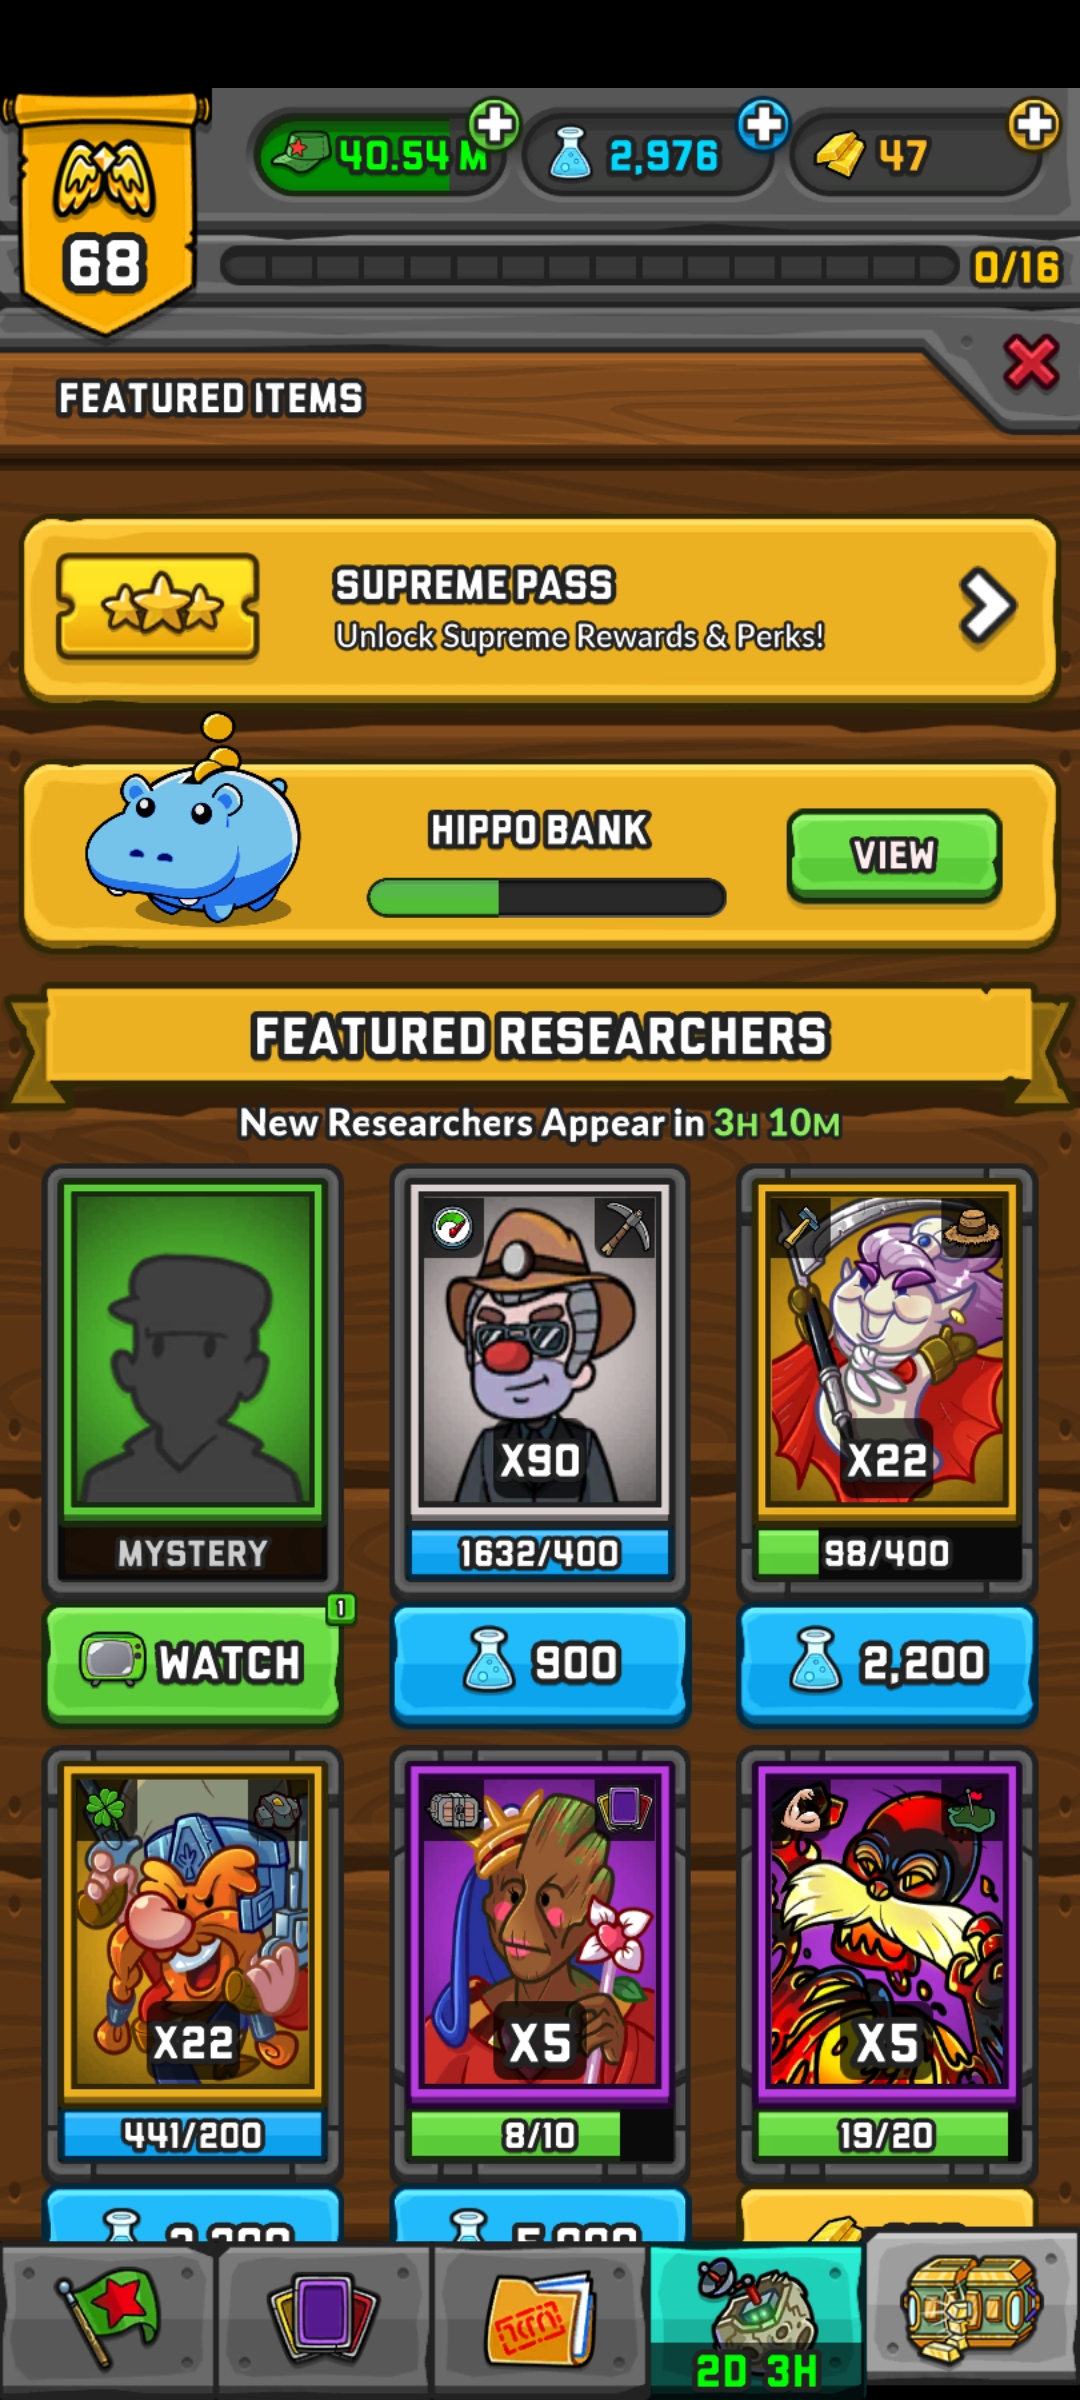 40.54 M
2,976
47
68
0/16
FEATURED ITEMS
SUPREME PASS
Unlock Supreme Rewards & Perks!
HIPPO BANK
VIEW
FEATURED RESEARCHERS
New Researchers Appear in 3H 10M
X90
X22
MYSTERY
1632/400
98/400
1
WATCH
900
2,200
X22
X5
X5
441/200
8/10
19/20
2D 3H